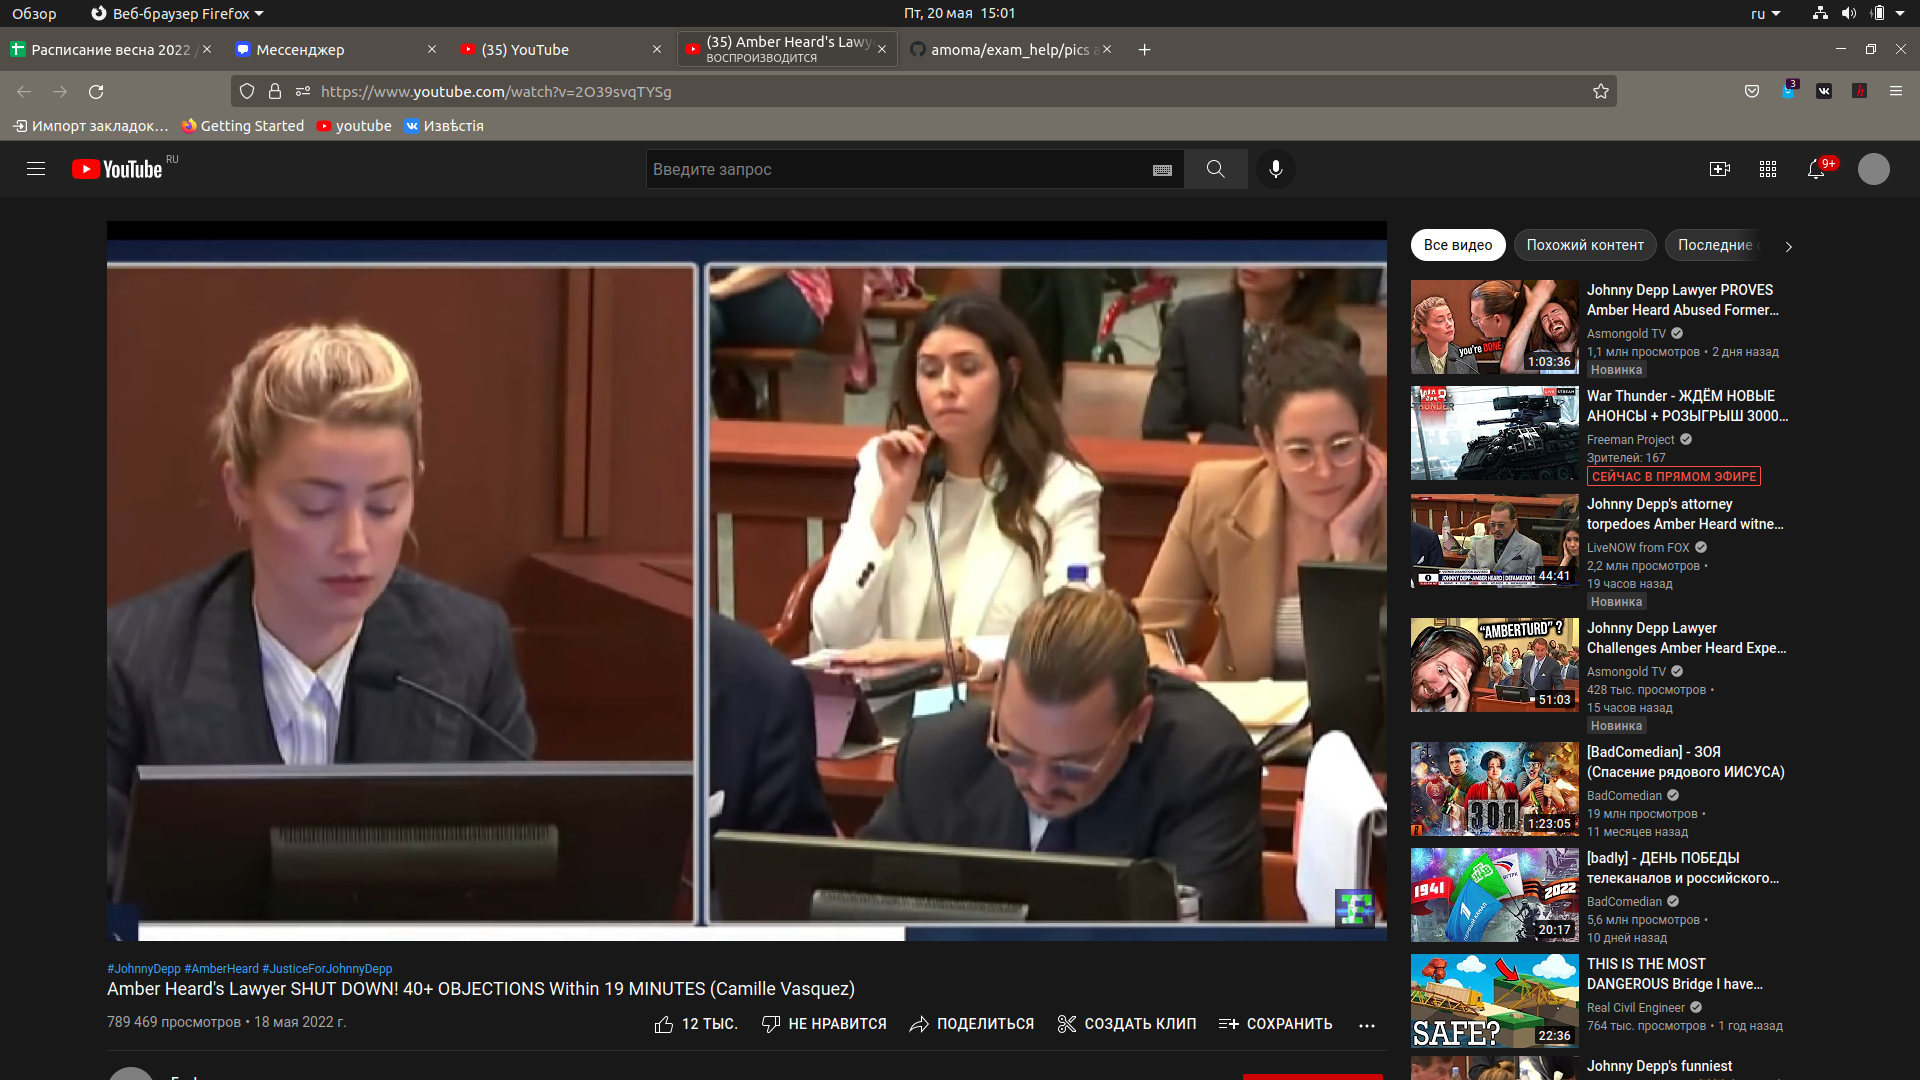 Обзор
Веб-браузер Firefox
Пт, 20 мая 15:01
ru
Расписание весна 2022
Мессенджер
(35) YouTube
(35) Amber Heard's Lawy
ВОСПРОИЗВОДИТСЯ
amoma/exam_help/pics
https://www.youtube.com/watch?v=2O39svqTYSg
3
Импорт закладок…
Getting Started
youtube
Извѣстія
YouTube RU
Введите запрос
9+
Все видео
Похожий контент
Последние
Johnny Depp Lawyer PROVES
Amber Heard Abused Former…
Asmongold TV
1,1 млн просмотров • 2 дня назад
Новинка
you're DONE
1:03:36
War Thunder - ЖДЁМ НОВЫЕ
АНОНСЫ + РОЗЫГРЫШ 3000…
Freeman Project
Зрителей: 167
СЕЙЧАС В ПРЯМОМ ЭФИРЕ
Johnny Depp's attorney
torpedoes Amber Heard witne…
LiveNOW from FOX
2,2 млн просмотров •
19 часов назад
Новинка
44:41
Johnny Depp Lawyer
Challenges Amber Heard Expe…
Asmongold TV
428 тыс. просмотров •
15 часов назад
Новинка
"AMBERTURD"?
51:03
[BadComedian] - ЗОЯ
(Спасение рядового ИИСУСА)
BadComedian
19 млн просмотров •
11 месяцев назад
ЗОЯ
1:23:05
[badly] - ДЕНЬ ПОБЕДЫ
телеканалов и российского…
BadComedian
5,6 млн просмотров •
10 дней назад
1941
2022
20:17
THIS IS THE MOST
DANGEROUS Bridge I have…
Real Civil Engineer
764 тыс. просмотров • 1 год назад
SAFE?
22:36
Johnny Depp's funniest
#JohnnyDepp #AmberHeard #JusticeForJohnnyDepp
Amber Heard's Lawyer SHUT DOWN! 40+ OBJECTIONS Within 19 MINUTES (Camille Vasquez)
789 469 просмотров • 18 мая 2022 г.
12 ТЫС.
НЕ НРАВИТСЯ
ПОДЕЛИТЬСЯ
СОЗДАТЬ КЛИП
СОХРАНИТЬ